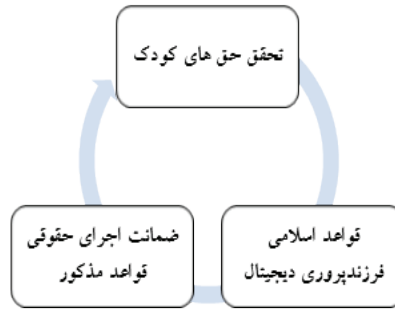 تحقق حق های کودک
قواعد اسلامی
فرزندپروری دیجیتال
ضمانت اجرای حقوقی
قواعد مذکور